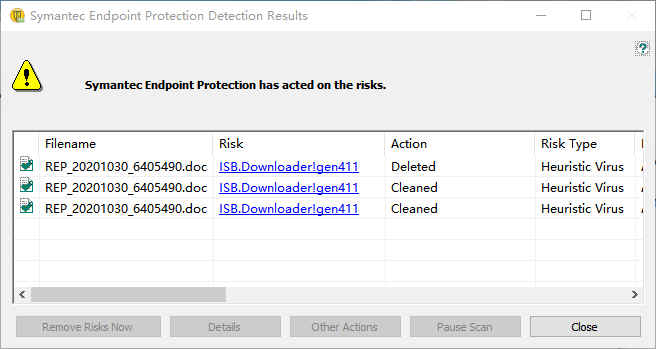 Symantec Endpoint Protection Detection Results
?
Symantec Endpoint Protection has acted on the risks.
Filename Risk Action Risk Type
REP_20201030_6405490.doc ISB.Downloader!gen411 Deleted Heuristic Virus
REP_20201030_6405490.doc ISB.Downloader!gen411 Cleaned Heuristic Virus
REP_20201030_6405490.doc ISB.Downloader!gen411 Cleaned Heuristic Virus
Remove Risks Now Details Other Actions Pause Scan Close